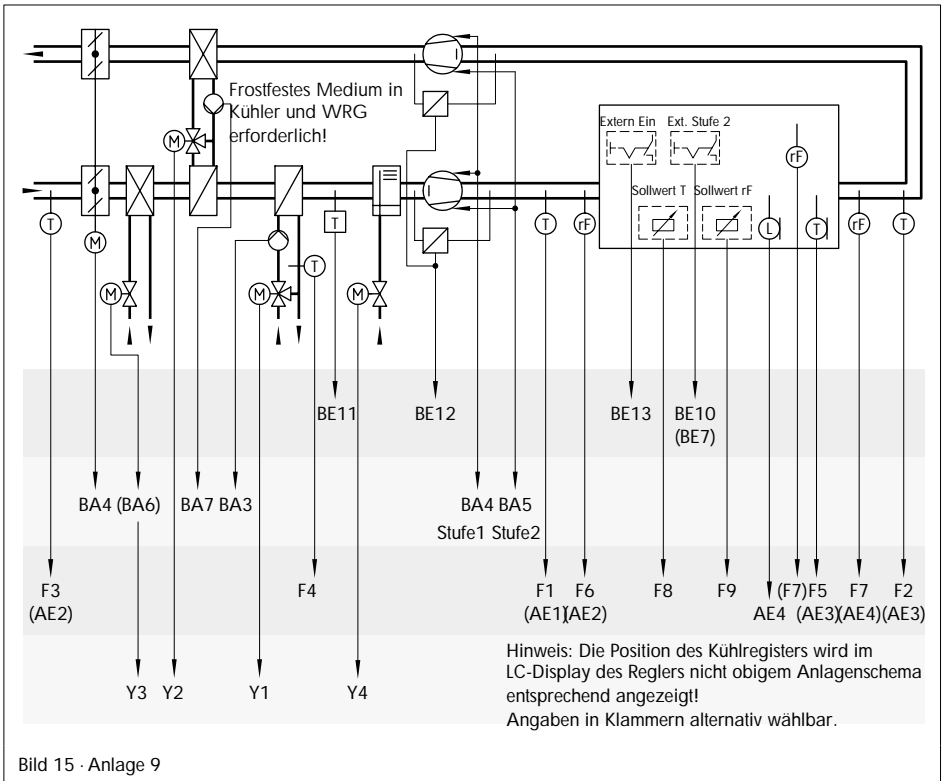 Frostfestes Medium in
Kühler und WRG
erforderlich!
Extern Ein Ext. Stufe 2
rF
Sollwert T Sollwert rF
M
M
T
T
T
rF
L
T
rF
T
M
M
M
T
M
BE11 BE12 BE13 BE10
(BE7)
BA4 (BA6) BA7 BA3 BA4 BA5
Stufe1 Stufe2
F3 F4 F1 F6 F8 F9 AE4 (F7) F5 F7 F2
(AE2) (AE1) (AE2) (AE3) (AE4) (AE3)
Y3 Y2 Y1 Y4
Hinweis: Die Position des Kühlregisters wird im
LC-Display des Reglers nicht obigem Anlagenschema
entsprechend angezeigt!
Angaben in Klammern alternativ wählbar.
Bild 15 · Anlage 9